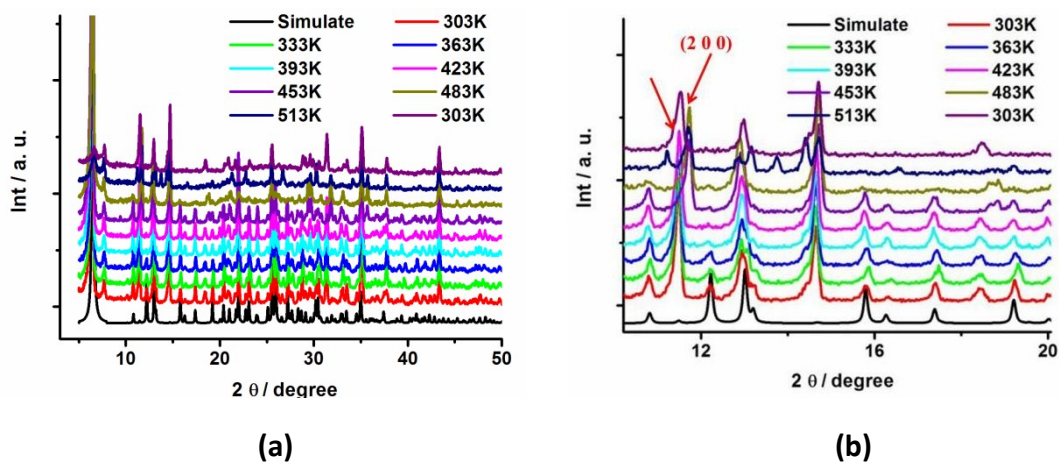 Simulate 303K
333K 363K
393K 423K
453K 483K
513K 303K
Int / a. u.
10 20 30 40 50
2 θ / degree
(a)
Simulate 303K
333K 363K
393K 423K
453K 483K
513K 303K
(2 0 0)
Int / a. u.
12 16 20
2 θ / degree
(b)